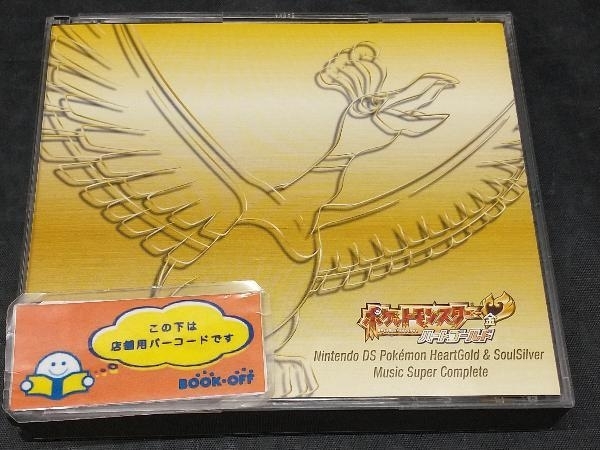 ポケットモンスター
金
ハートゴールド
Nintendo DS Pokémon HeartGold & SoulSilver
Music Super Complete
この下は
店舗用バーコードです
BOOK-OFF